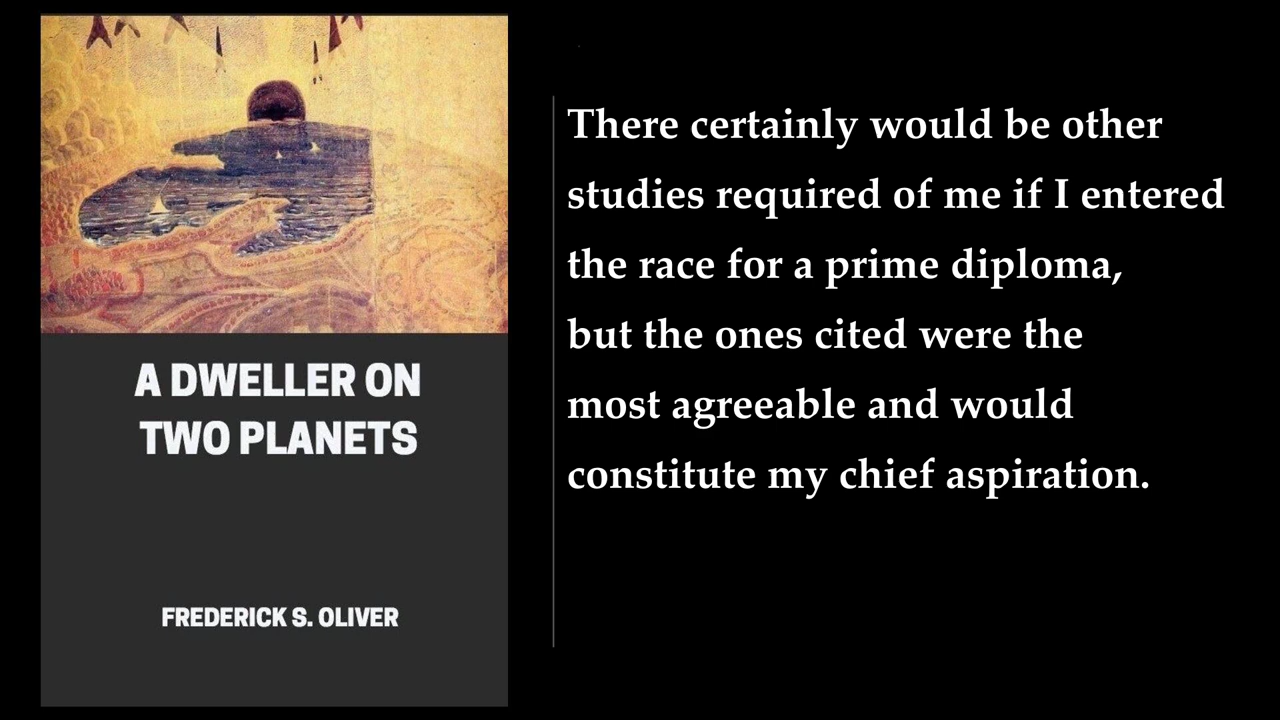 A DWELLER ON
TWO PLANETS
FREDERICK S. OLIVER
There certainly would be other
studies required of me if I entered
the race for a prime diploma,
but the ones cited were the
most agreeable and would
constitute my chief aspiration.